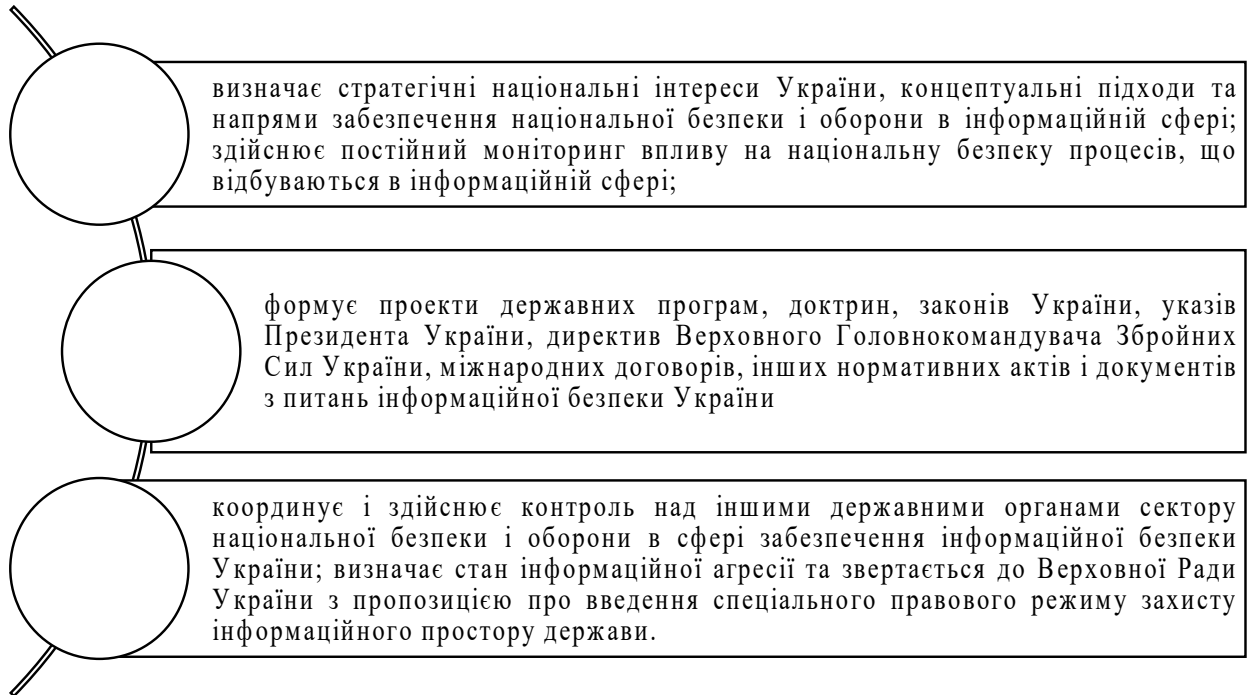 визначає стратегічні національні інтереси України, концептуальні підходи та
напрями забезпечення національної безпеки і оборони в інформаційній сфері;
здійснює постійний моніторинг впливу на національну безпеку процесів, що
відбуваються в інформаційній сфері;
формує проекти державних програм, доктрин, законів України, указів
Президента України, директив Верховного Головнокомандувача Збройних
Сил України, міжнародних договорів, інших нормативних актів і документів
з питань інформаційної безпеки України
координує і здійснює контроль над іншими державними органами сектору
національної безпеки і оборони в сфері забезпечення інформаційної безпеки
України; визначає стан інформаційної агресії та звертається до Верховної Ради
України з пропозицією про введення спеціального правового режиму захисту
інформаційного простору держави.